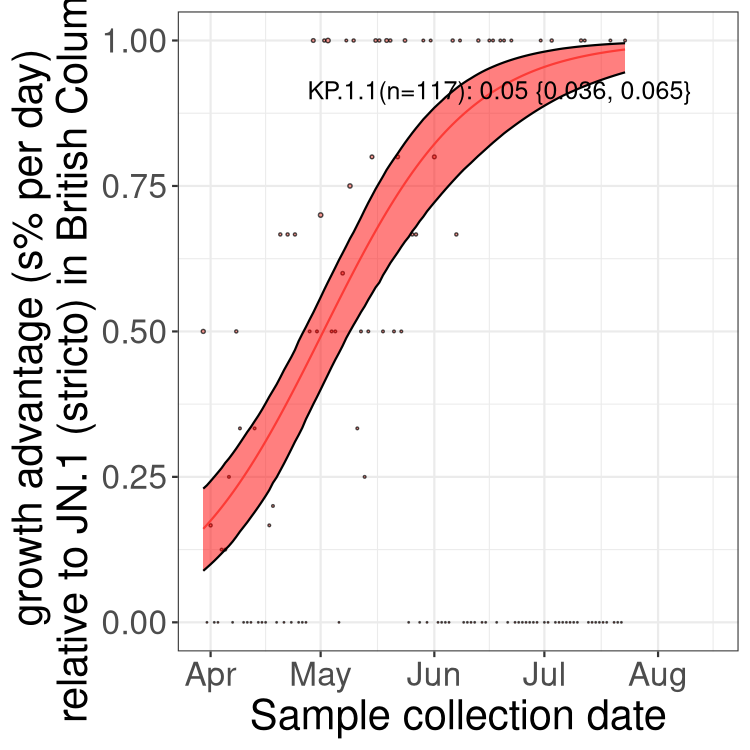 growth advantage (s% per day)
relative to JN.1 (stricto) in British Colum
1.00
0.75
0.50
0.25
0.00
KP.1.1(n=117): 0.05 {0.036, 0.065}
Apr May Jun Jul Aug
Sample collection date